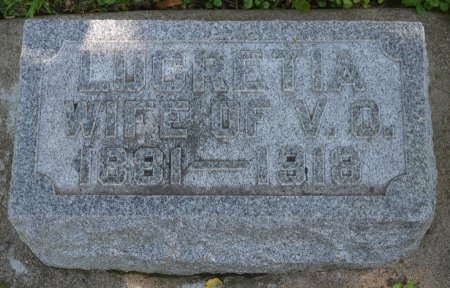 LUCRETIA
WIFE OF V.O.
1881—1918